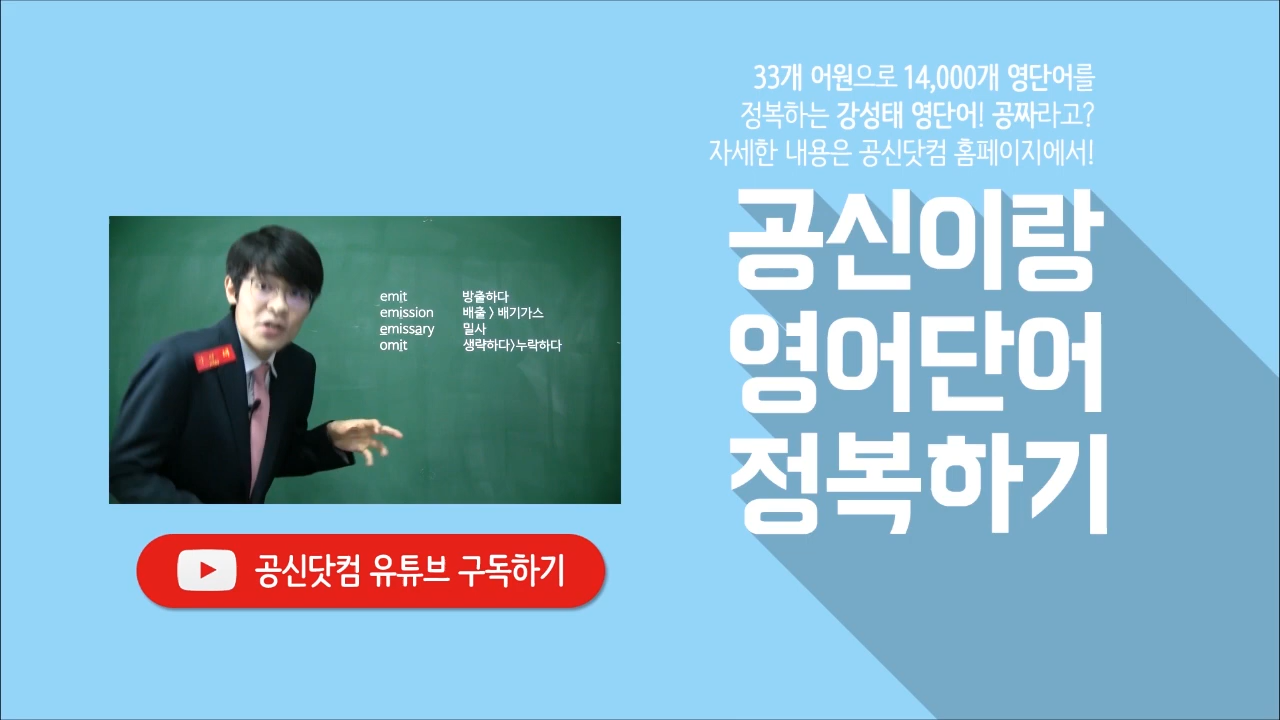 33개 어원으로 14,000개 영단어를
정복하는 강성태 영단어! 공짜라고?
자세한 내용은 공신닷컴 홈페이지에서!
공신이랑
영어단어
정복하기
emit 방출하다
emission 배출 > 배기가스
emissary 밀사
omit 생략하다>누락하다
공신닷컴 유튜브 구독하기